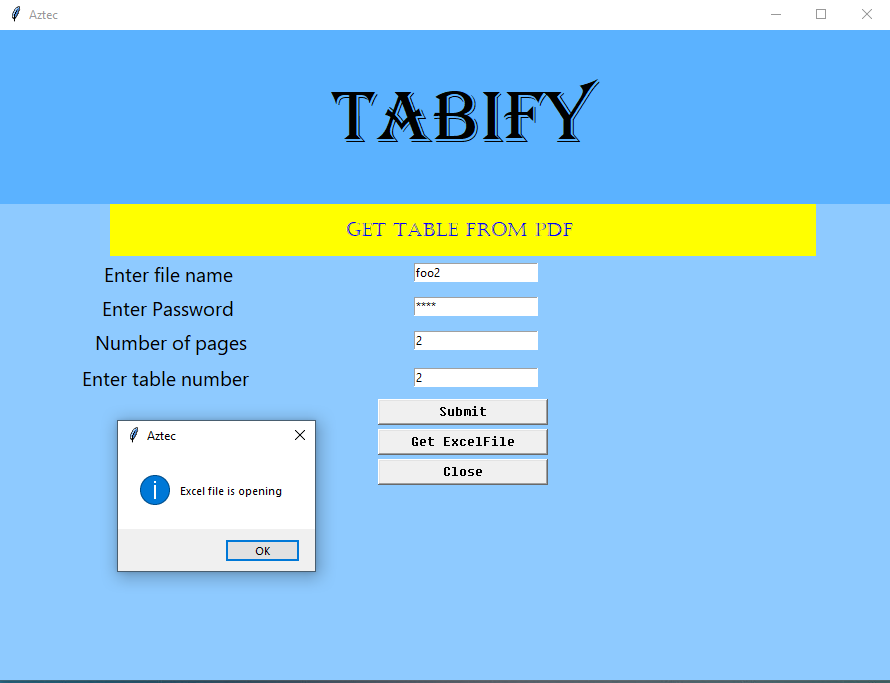 Aztec
TABIFY
GET TABLE FROM PDF
Enter file name foo2
Enter Password ****
Number of pages 2
Enter table number 2
Submit
Get ExcelFile
Close
Aztec
Excel file is opening
OK